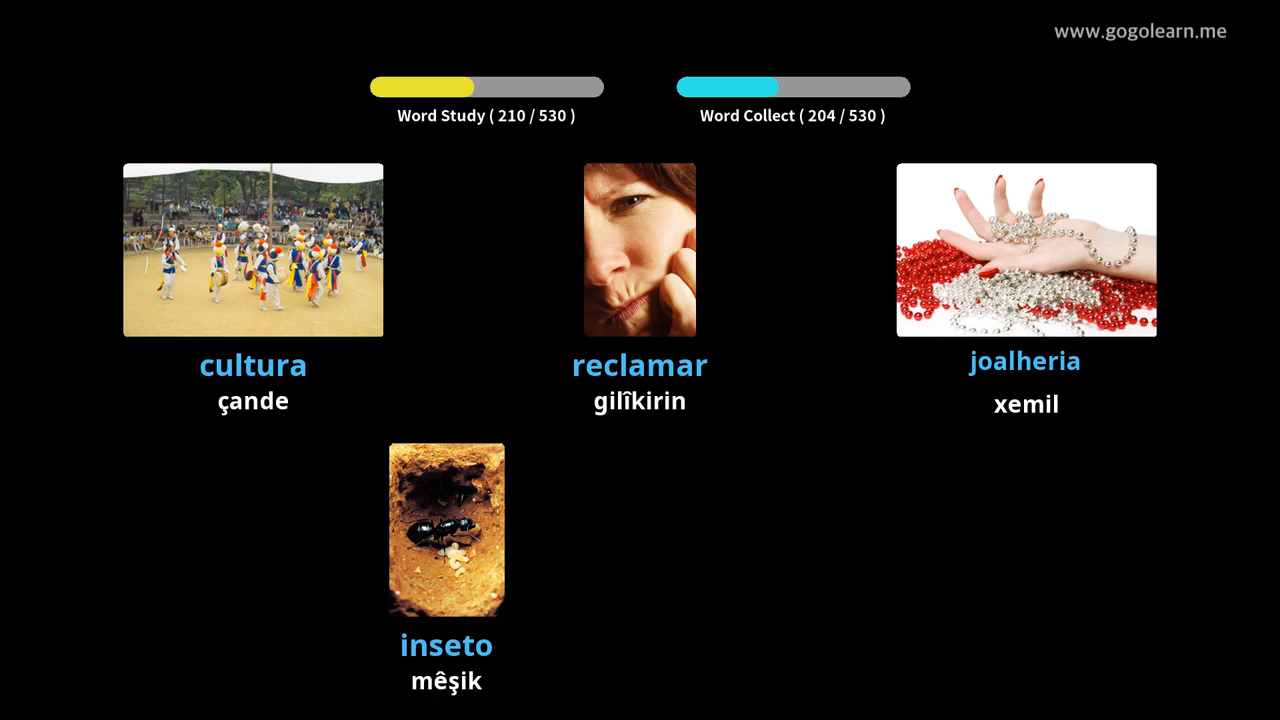 www.gogolearn.me
Word Study ( 210 / 530 )
Word Collect ( 204 / 530 )
cultura
çande
reclamar
gilîkirin
joalheria
xemil
inseto
mêşik